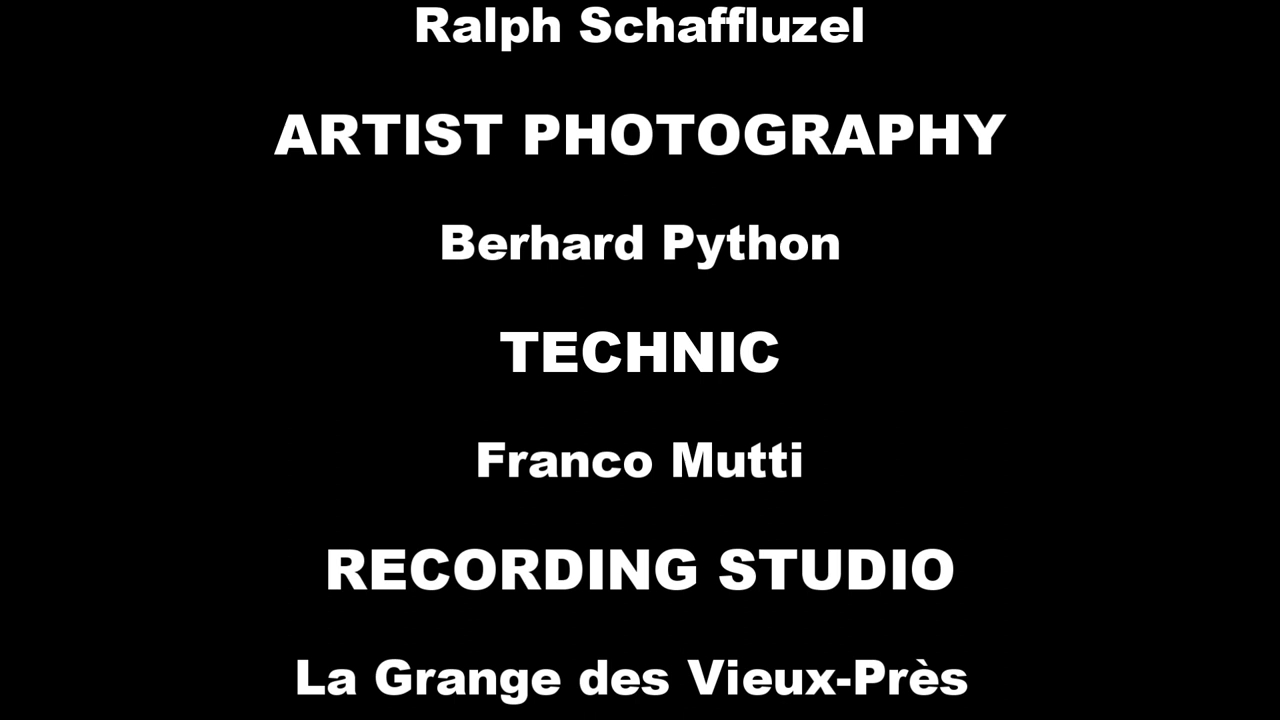 Ralph Schaffluzel
ARTIST PHOTOGRAPHY
Berhard Python
TECHNIC
Franco Mutti
RECORDING STUDIO
La Grange des Vieux-Près